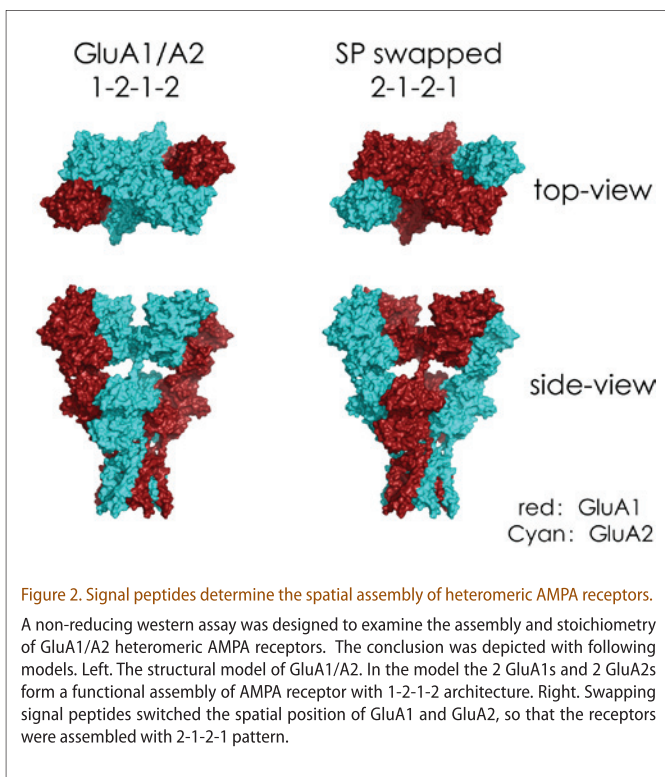 GluA1/A2
1-2-1-2
SP swapped
2-1-2-1
top-view
side-view
red: GluA1
Cyan: GluA2
Figure 2. Signal peptides determine the spatial assembly of heteromeric AMPA receptors.
A non-reducing western assay was designed to examine the assembly and stoichiometry
of GluA1/A2 heteromeric AMPA receptors. The conclusion was depicted with following
models. Left. The structural model of GluA1/A2. In the model the 2 GluA1s and 2 GluA2s
form a functional assembly of AMPA receptor with 1-2-1-2 architecture. Right. Swapping
signal peptides switched the spatial position of GluA1 and GluA2, so that the receptors
were assembled with 2-1-2-1 pattern.